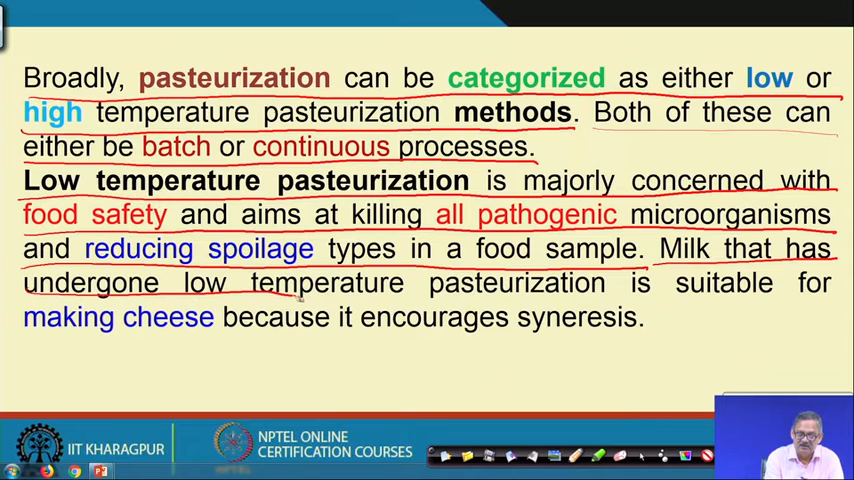 Broadly, pasteurization can be categorized as either low or
high temperature pasteurization methods. Both of these can
either be batch or continuous processes.
Low temperature pasteurization is majorly concerned with
food safety and aims at killing all pathogenic microorganisms
and reducing spoilage types in a food sample. Milk that has
undergone low temperature pasteurization is suitable for
making cheese because it encourages syneresis.
IIT KHARAGPUR
NPTEL ONLINE
CERTIFICATION COURSES